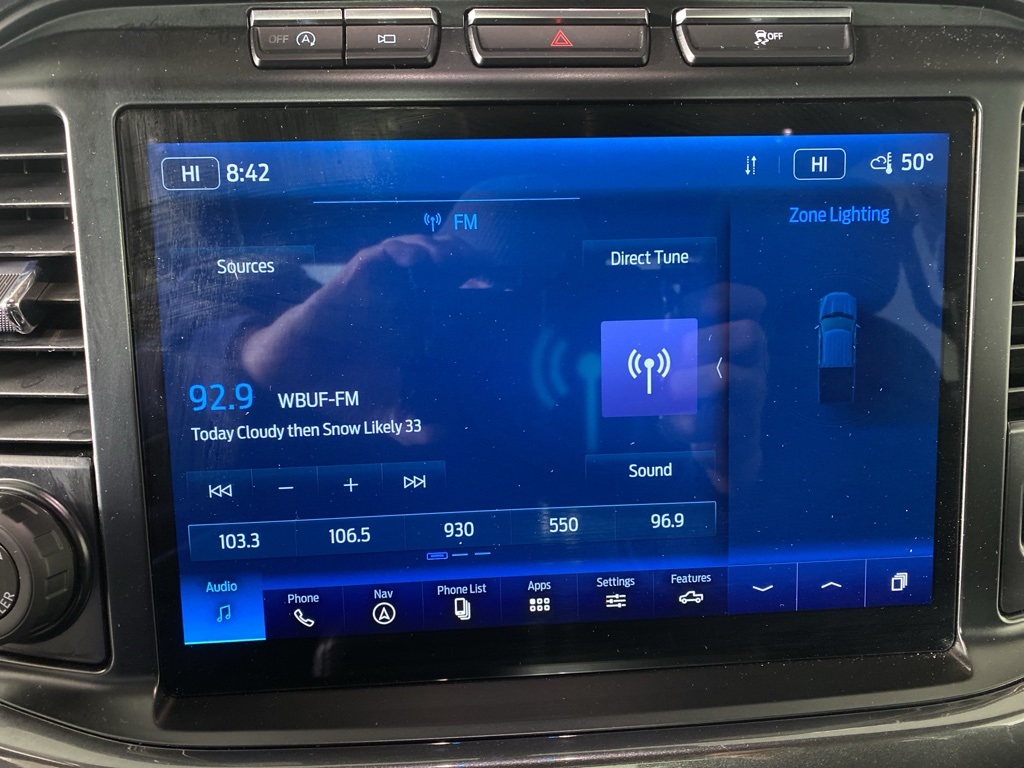 OFF A
OFF
HI 8:42
HI 50°
FM
Zone Lighting
Sources
Direct Tune
92.9 WBUF-FM
Today Cloudy then Snow Likely 33
Sound
103.3 106.5 930 550 96.9
Audio Phone Nav Phone List Apps Settings Features
LER